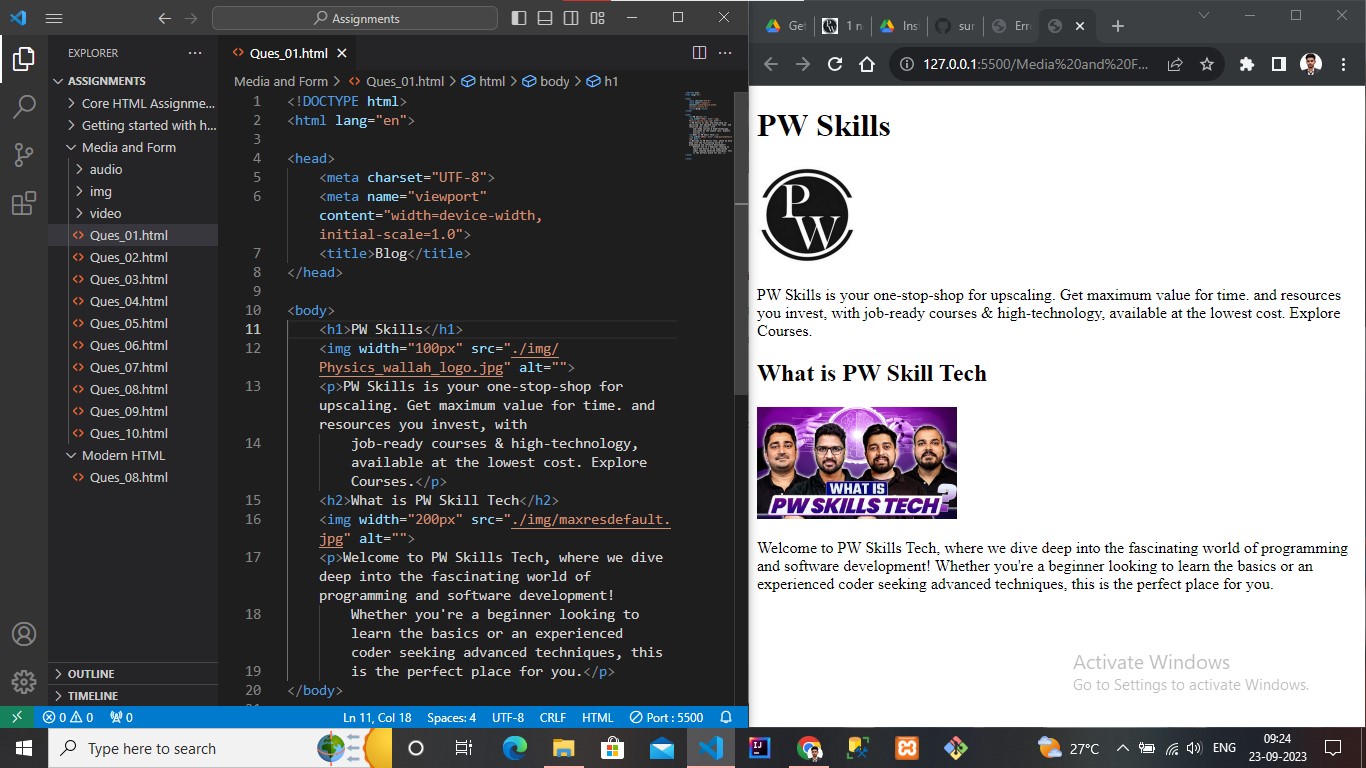 Assignments
EXPLORER
ASSIGNMENTS
Core HTML Assignme...
Getting started with h...
Media and Form
audio
img
video
Ques_01.html
Ques_02.html
Ques_03.html
Ques_04.html
Ques_05.html
Ques_06.html
Ques_07.html
Ques_08.html
Ques_09.html
Ques_10.html
Modern HTML
Ques_08.html
OUTLINE
TIMELINE
Ques_01.html
Media and Form > Ques_01.html > html > body > h1
1 <!DOCTYPE html>
2 <html lang="en">
3
4 <head>
5 <meta charset="UTF-8">
6 <meta name="viewport"
content="width=device-width,
initial-scale=1.0">
7 <title>Blog</title>
8 </head>
9
10 <body>
11 <h1>PW Skills</h1>
12 <img width="100px" src="./img/
Physics_wallah_logo.jpg" alt="">
13 <p>PW Skills is your one-stop-shop for
upscaling. Get maximum value for time. and
resources you invest, with
14 job-ready courses & high-technology,
available at the lowest cost. Explore
Courses.</p>
15 <h2>What is PW Skill Tech</h2>
16 <img width="200px" src="./img/maxresdefault.
jpg" alt="">
17 <p>Welcome to PW Skills Tech, where we dive
deep into the fascinating world of
programming and software development!
18 Whether you're a beginner looking to
learn the basics or an experienced
coder seeking advanced techniques, this
19 is the perfect place for you.</p>
20 </body>
0 0 0
Ln 11, Col 18 Spaces: 4 UTF-8 CRLF HTML Port : 5500
Get
1 n
Ins
sur
Erro
127.0.0.1:5500/Media%20and%20F...
PW Skills
PW
PW Skills is your one-stop-shop for upscaling. Get maximum value for time. and resources
you invest, with job-ready courses & high-technology, available at the lowest cost. Explore
Courses.
What is PW Skill Tech
WHAT IS
PW SKILLS TECH ?
Welcome to PW Skills Tech, where we dive deep into the fascinating world of programming
and software development! Whether you're a beginner looking to learn the basics or an
experienced coder seeking advanced techniques, this is the perfect place for you.
Activate Windows
Go to Settings to activate Windows.
Type here to search
27°C
ENG
09:24
23-09-2023